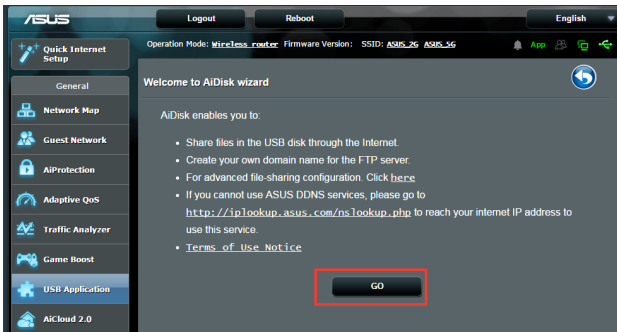 ASUS
Logout
Reboot
English
Quick Internet
Setup
Operation Mode: Wireless router Firmware Version: SSID: ASUS_2G ASUS_5G
App
General
Network Map
Guest Network
AiProtection
Adaptive QoS
Traffic Analyzer
Game Boost
USB Application
AiCloud 2.0
Welcome to AiDisk wizard
AiDisk enables you to:
• Share files in the USB disk through the Internet.
• Create your own domain name for the FTP server.
• For advanced file-sharing configuration. Click here
• If you cannot use ASUS DDNS services, please go to
http://iplookup.asus.com/nslookup.php to reach your internet IP address to
use this service.
• Terms of Use Notice
GO